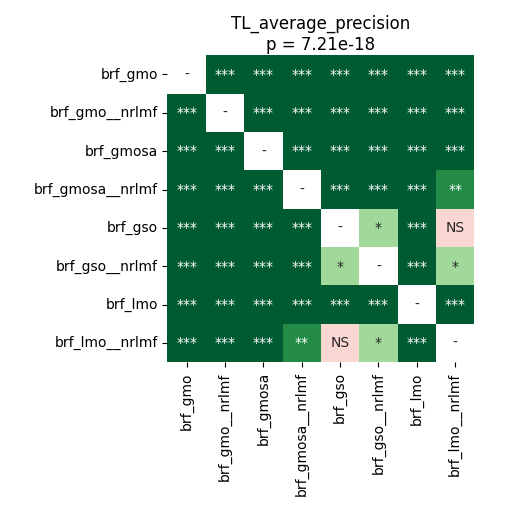 TL_average_precision
p = 7.21e-18
brf_gmo - *** *** *** *** *** *** ***
brf_gmo__nrlmf *** - *** *** *** *** *** ***
brf_gmosa *** *** - *** *** *** *** ***
brf_gmosa__nrlmf *** *** *** - *** *** *** **
brf_gso *** *** *** *** - * *** NS
brf_gso__nrlmf *** *** *** *** * - *** *
brf_lmo *** *** *** *** *** *** - ***
brf_lmo__nrlmf *** *** *** ** NS * *** -
brf_gmo
brf_gmo__nrlmf
brf_gmosa
brf_gmosa__nrlmf
brf_gso
brf_gso__nrlmf
brf_lmo
brf_lmo__nrlmf